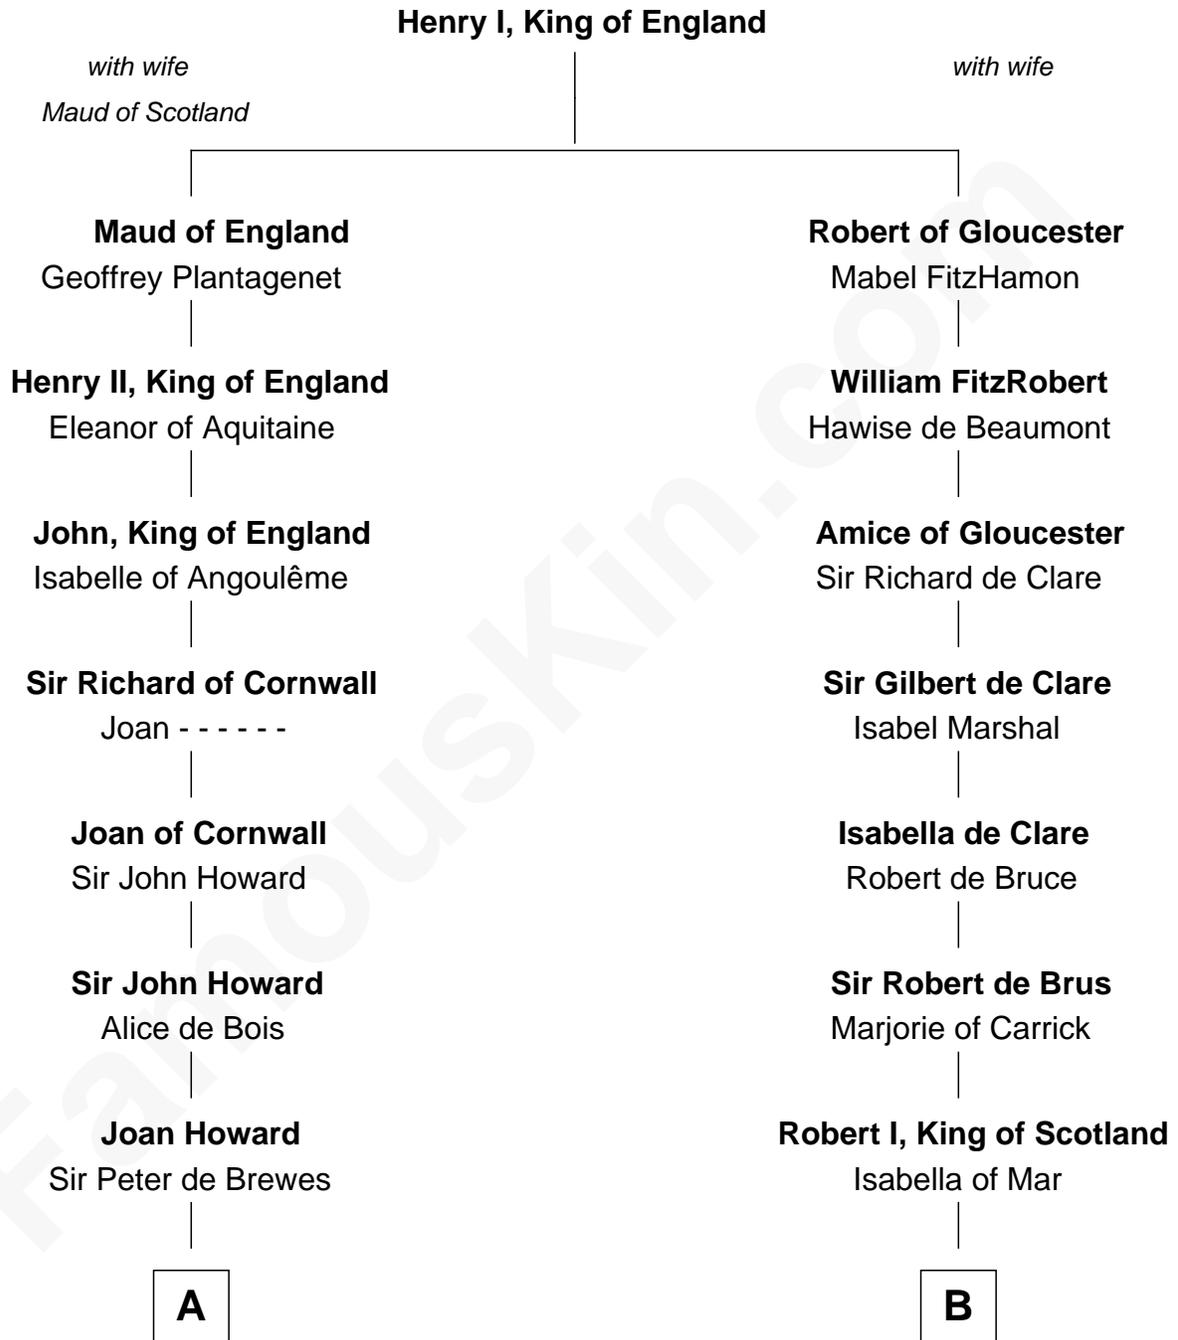 Henry I, King of England
with wife
Maud of Scotland
with wife
Maud of England
Geoffrey Plantagenet
Robert of Gloucester
Mabel FitzHamon
Henry II, King of England
Eleanor of Aquitaine
William FitzRobert
Hawise de Beaumont
John, King of England
Isabelle of Angoulême
Amice of Gloucester
Sir Richard de Clare
Sir Richard of Cornwall
Joan - - - - - -
Sir Gilbert de Clare
Isabel Marshal
Joan of Cornwall
Sir John Howard
Isabella de Clare
Robert de Bruce
Sir John Howard
Alice de Bois
Sir Robert de Brus
Marjorie of Carrick
Joan Howard
Sir Peter de Brewes
Robert I, King of Scotland
Isabella of Mar
A
B
FamousKin.com